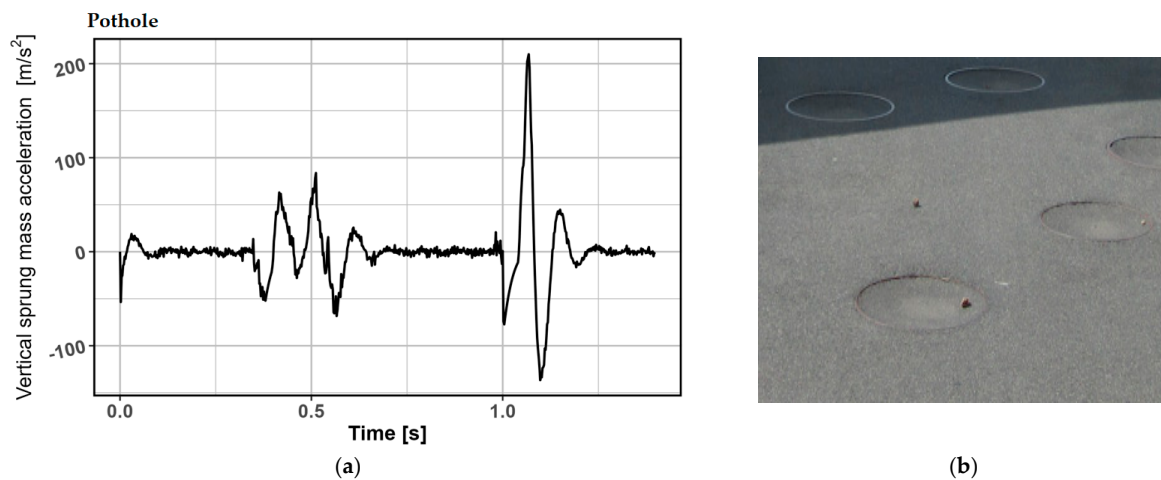 Pothole
Vertical sprung mass acceleration [m/s²]
200
100
0
-100
0.0 0.5 1.0
Time [s]
(a) (b)